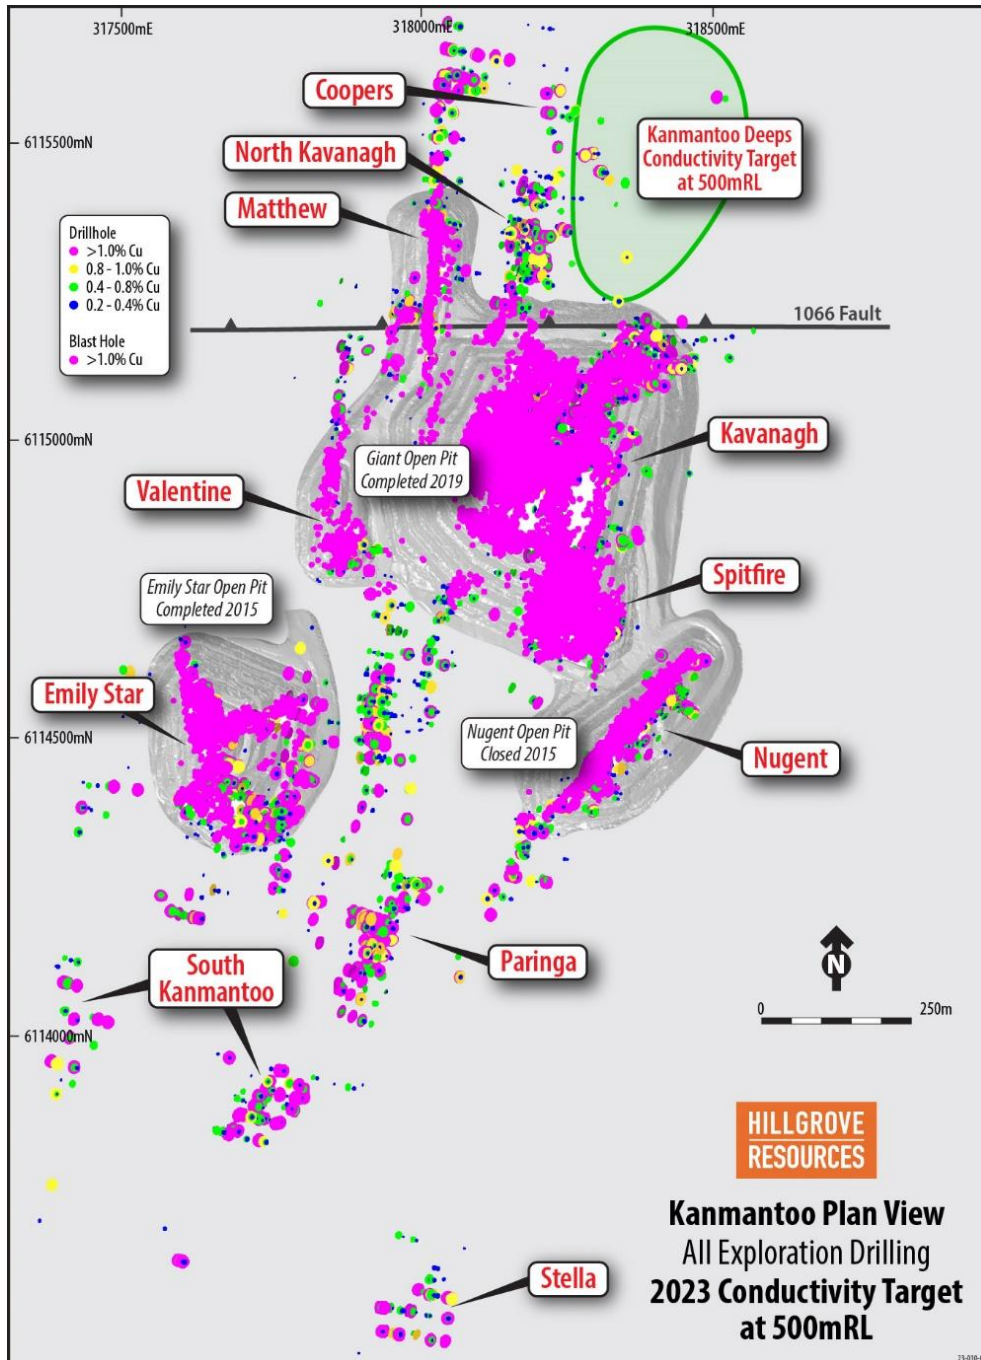 317500mE
318000mE
318500mE
Coopers
6115500mN
North Kavanagh
Kanmantoo Deeps
Conductivity Target
at 500mRL
Matthew
Drillhole
>1.0% Cu
0.8 - 1.0% Cu
0.4 - 0.8% Cu
0.2 - 0.4% Cu
Blast Hole
>1.0% Cu
1066 Fault
6115000mN
Kavanagh
Giant Open Pit
Completed 2019
Valentine
Spitfire
Emily Star Open Pit
Completed 2015
Emily Star
6114500mN
Nugent Open Pit
Closed 2015
Nugent
South
Kanmantoo
Paringa
N
0
250m
6114000mN
HILLGROVE
RESOURCES
Kanmantoo Plan View
All Exploration Drilling
2023 Conductivity Target
at 500mRL
Stella